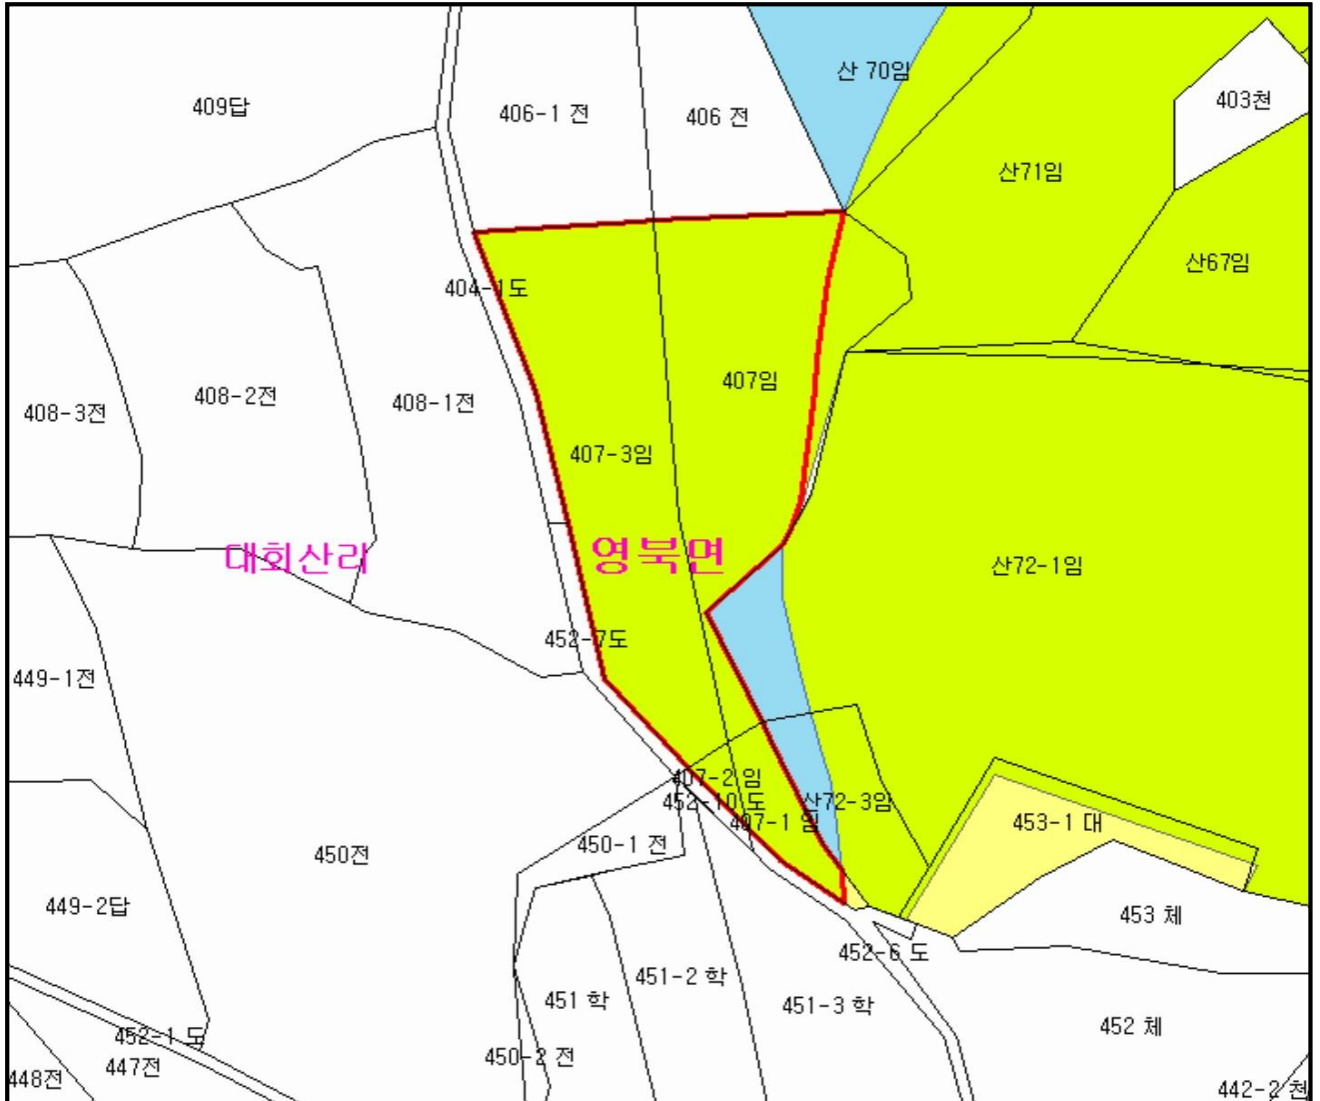 산 70임
403천
409답
406-1 전
406 전
산71임
산67임
404-1도
407임
408-2전
408-1전
408-3전
407-3임
대회산리
영북면
산72-1임
452-7도
449-1전
407-2 임
452-10 도
산72-3임
407-1 임
453-1 대
450-1 전
450전
449-2답
453 체
452-6 도
451-2 학
451 학
451-3 학
452 체
452-1 도
450-2 전
447전
448전
442-2 천